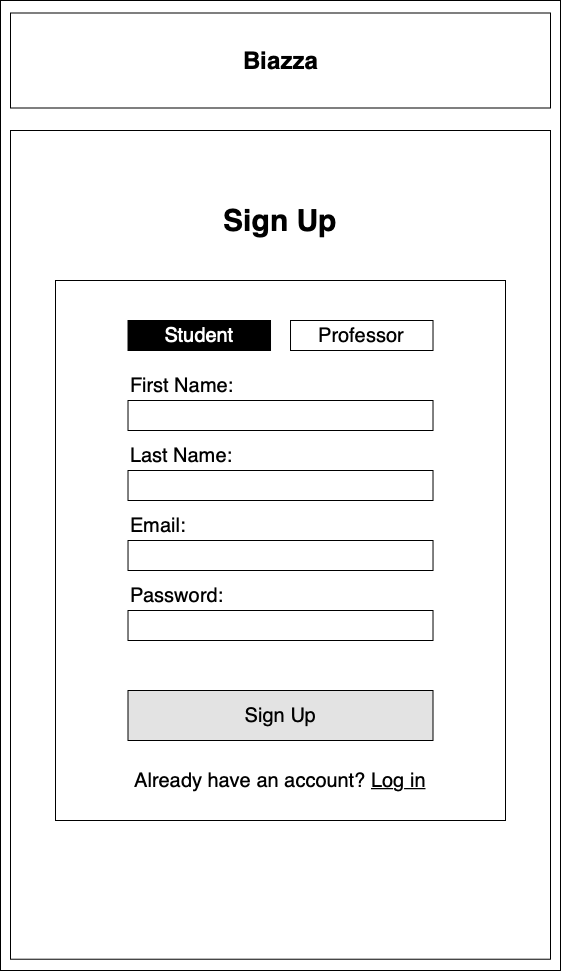 Biazza
Sign Up
Student Professor
First Name:
Last Name:
Email:
Password:
Sign Up
Already have an account? Log in